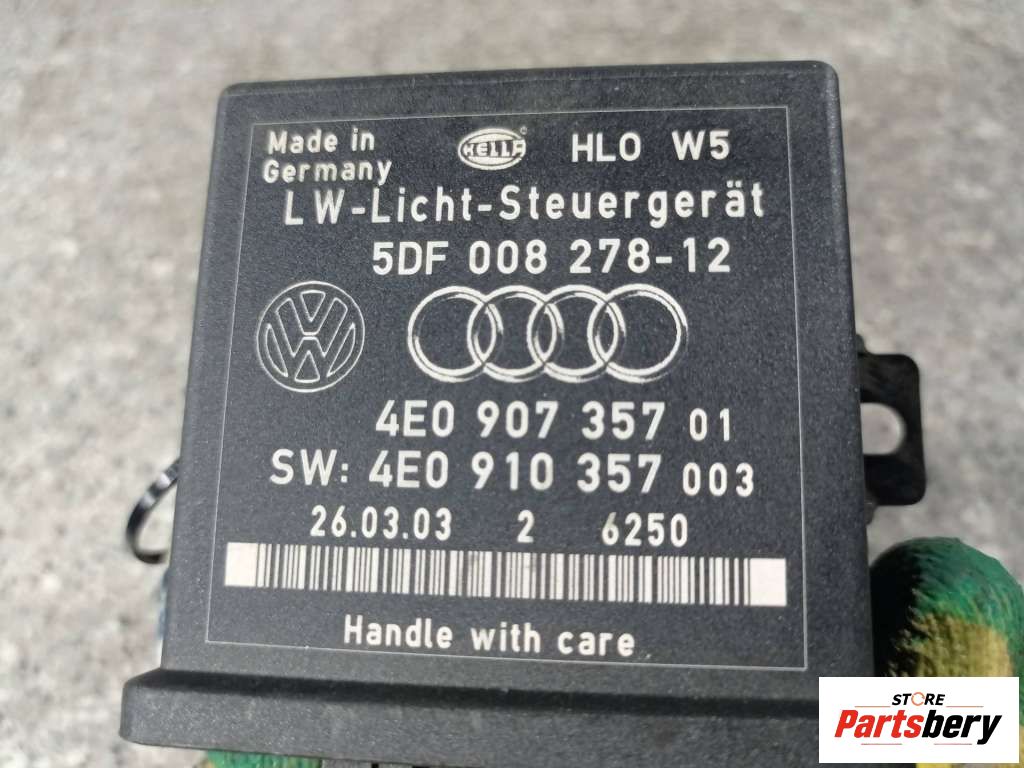 Made in
Germany
HELLA HLO W5
LW-Licht-Steuergerät
5DF 008 278-12
4E0 907 357 01
SW: 4E0 910 357 003
26.03.03 2 6250
Handle with care
STORE
Partsbery